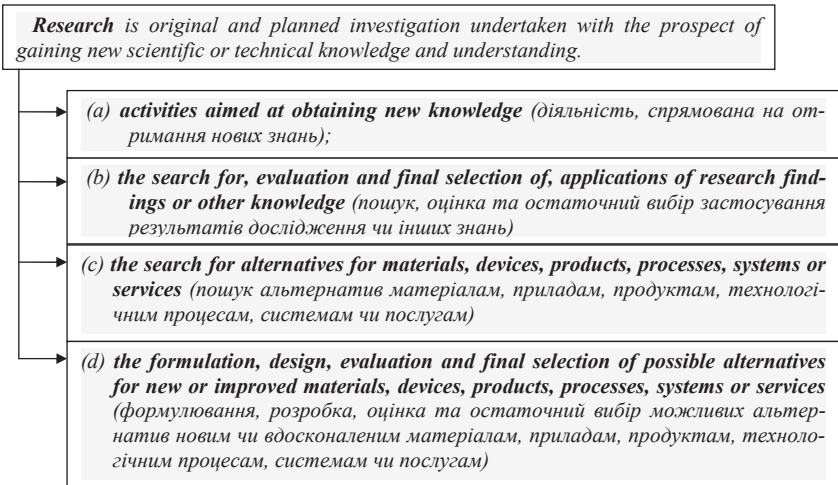 Research is original and planned investigation undertaken with the prospect of
gaining new scientific or technical knowledge and understanding.
(a) activities aimed at obtaining new knowledge (діяльність, спрямована на от-
римання нових знань);
(b) the search for, evaluation and final selection of, applications of research find-
ings or other knowledge (пошук, оцінка та остаточний вибір застосування
результатів дослідження чи інших знань)
(c) the search for alternatives for materials, devices, products, processes, systems or
services (пошук альтернатив матеріалам, приладам, продуктам, технологі-
чним процесам, системам чи послугам)
(d) the formulation, design, evaluation and final selection of possible alternatives
for new or improved materials, devices, products, processes, systems or services
(формулювання, розробка, оцінка та остаточний вибір можливих альтер-
натив новим чи вдосконаленим матеріалам, приладам, продуктам, техноло-
гічним процесам, системам чи послугам)